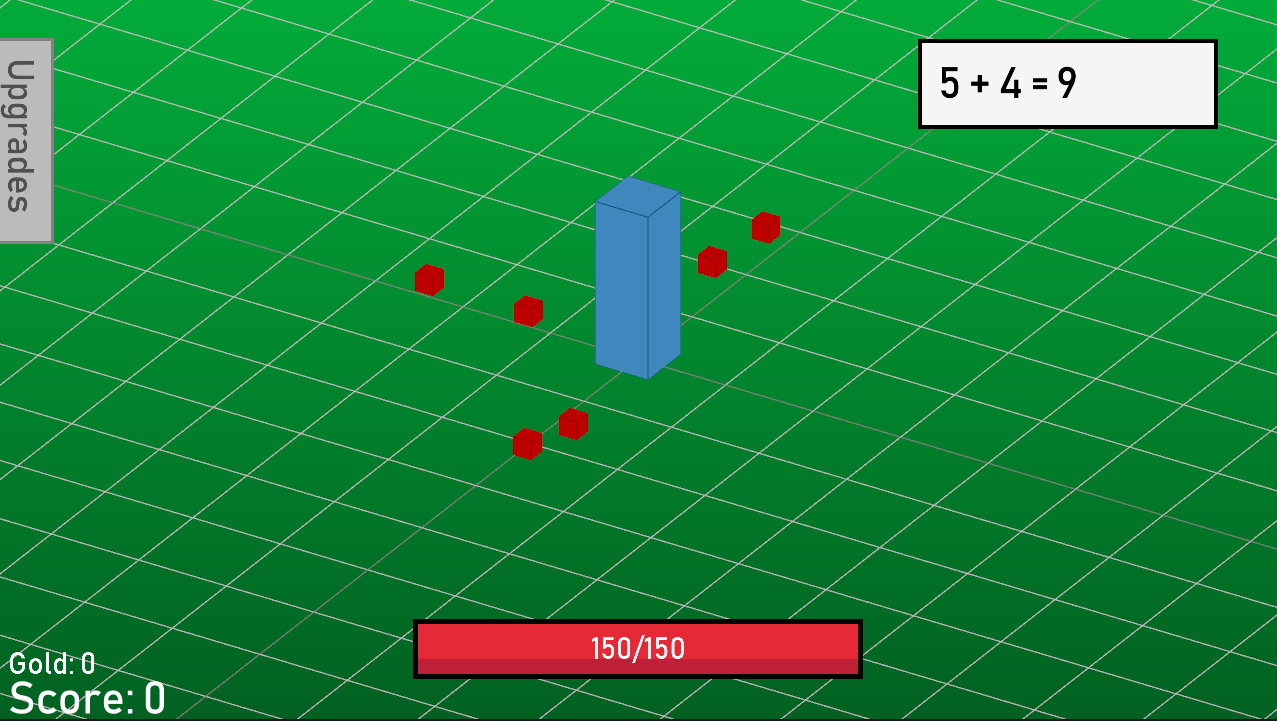 Upgrades
5 + 4 = 9
150/150
Gold: 0
Score: 0